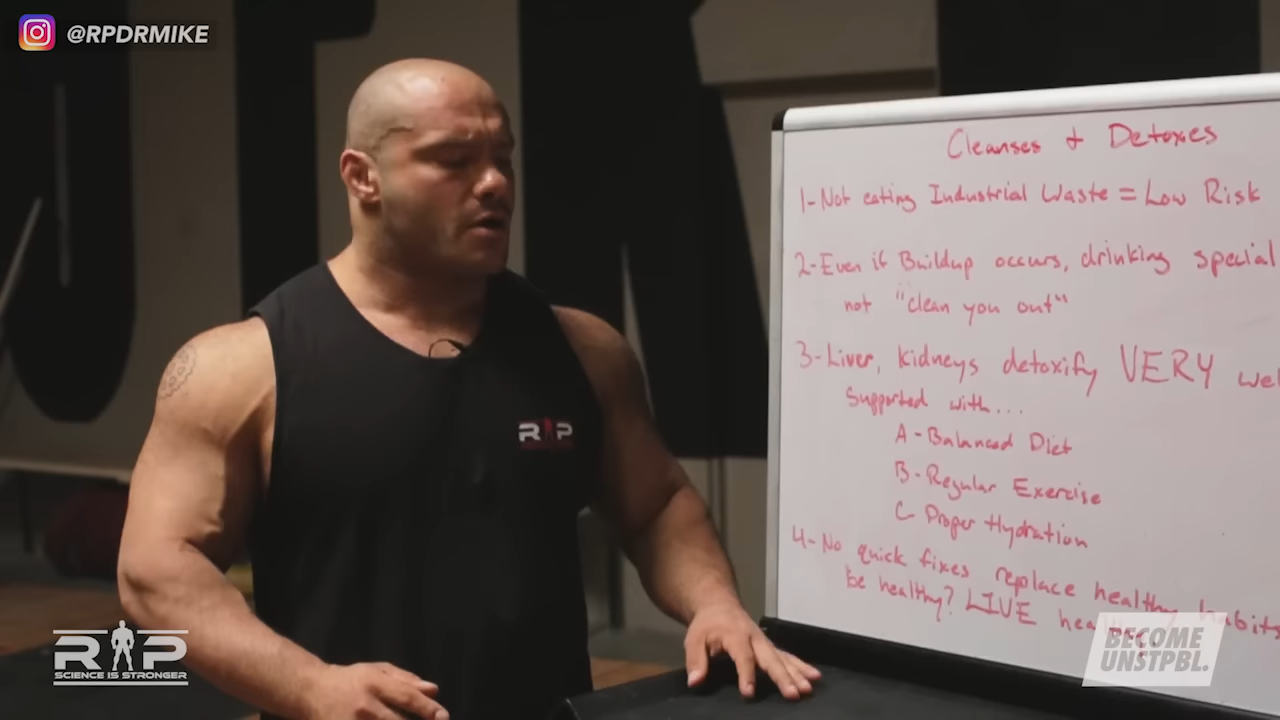 @RPDRMIKE
Cleanses + Detoxies
1-Not eating Industrial Waste = Low Risk
2-Even if Buildup occurs, drinking special
not "clean you out"
3-Liver, kidneys detoxify VERY
Supported with...
A-Balanced Diet
B-Regular Exercise
C-Proper Hydration
4-No quick fixes replace healthy habits
be healthy? LIVE
RP
RP
SCIENCE IS STRONGER
BECOME
UNSTPBL.